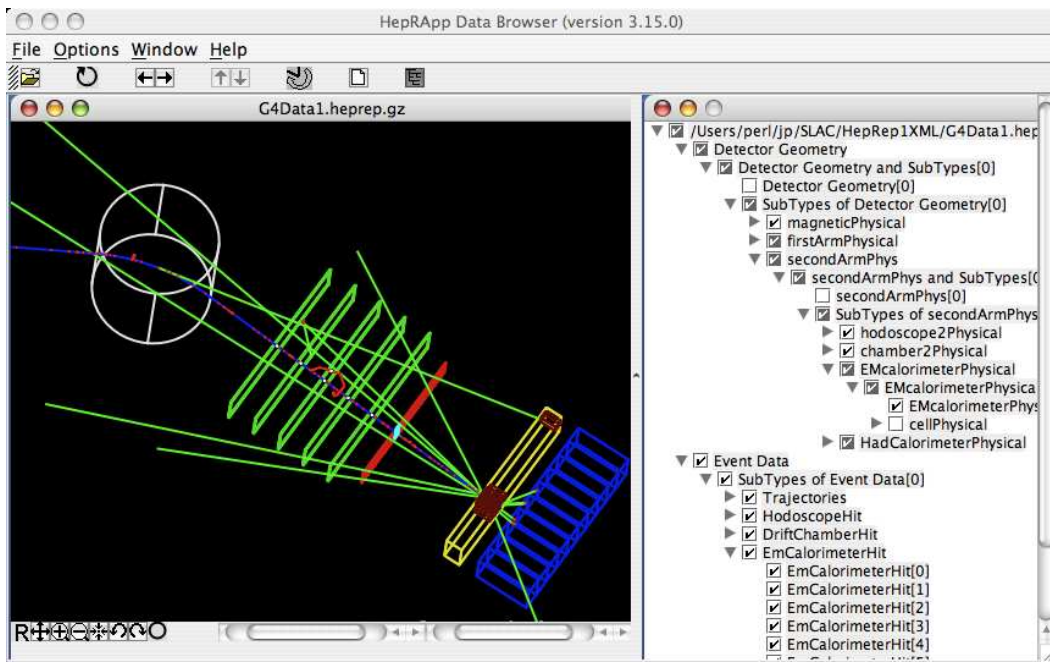 HepRApp Data Browser (version 3.15.0)
File Options Window Help
G4Data1.heprep.gz
/Users/perl/jp/SLAC/HepRep1XML/G4Data1.hep
Detector Geometry
Detector Geometry and SubTypes[0]
Detector Geometry[0]
SubTypes of Detector Geometry[0]
magneticPhysical
firstArmPhysical
secondArmPhys
secondArmPhys and SubTypes[0
secondArmPhys[0]
SubTypes of secondArmPhys
hodoscope2Physical
chamber2Physical
EMcalorimeterPhysical
EMcalorimeterPhysica
EMcalorimeterPhys
cellPhysical
HadCalorimeterPhysical
Event Data
SubTypes of Event Data[0]
Trajectories
HodoscopeHit
DriftChamberHit
EmCalorimeterHit
EmCalorimeterHit[0]
EmCalorimeterHit[1]
EmCalorimeterHit[2]
EmCalorimeterHit[3]
EmCalorimeterHit[4]
R